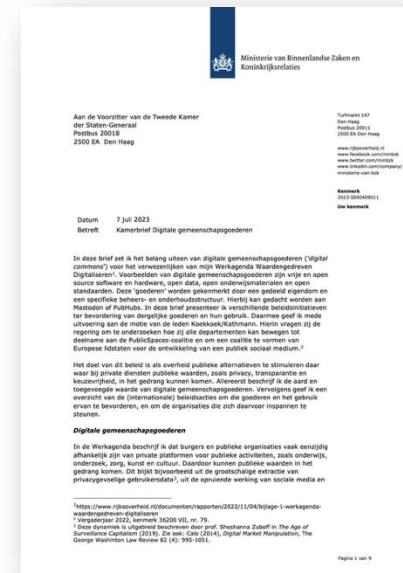 Ministerie van Binnenlandse Zaken en
Koninkrijksrelaties
Aan de Voorzitter van de Tweede Kamer
der Staten-Generaal
Postbus 20018
2500 EA Den Haag
Turfmarkt 147
Den Haag
Postbus 20011
2500 EA Den Haag
www.rijksoverheid.nl
www.facebook.com/minbzk
www.twitter.com/minbzk
www.linkedin.com/company/
ministerie-van-bzk
Kenmerk
2023-0000409011
Uw kenmerk
Datum 7 juli 2023
Betreft Kamerbrief Digitale gemeenschapsgoederen
In deze brief zet ik het belang uiteen van digitale gemeenschapsgoederen ('digital
commons') voor het verwezenlijken van mijn Werkagenda Waardengedreven
Digitaliseren¹. Voorbeelden van digitale gemeenschapsgoederen zijn vrije en open
source software en hardware, open data, open onderwijsmaterialen en open
standaarden. Deze 'goederen' worden gekenmerkt door een gedeeld eigendom en
een specifieke beheers- en onderhoudsstructuur. Hierbij kan gedacht worden aan
Mastodon of PubHubs. In deze brief presenteer ik verschillende beleidsinitiatieven
ter bevordering van dergelijke goederen en hun gebruik. Daarmee geef ik mede
uitvoering aan de motie van de leden Koekkoek/Kathmann. Hierin vragen zij de
regering om te onderzoeken hoe zij alle departementen kan bewegen tot
deelname aan de PublicSpaces-coalitie en om een coalitie te vormen van
Europese lidstaten voor de ontwikkeling van een publiek sociaal medium.²
Het doel van dit beleid is als overheid publieke alternatieven te stimuleren daar
waar bij private diensten publieke waarden, zoals privacy, transparantie en
keuzevrijheid, in het gedrang kunnen komen. Allereerst beschrijf ik de aard en
toegevoegde waarde van digitale gemeenschapsgoederen. Vervolgens geef ik een
overzicht van de (internationale) beleidsacties om die goederen en het gebruik
ervan te bevorderen, en om de organisaties die zich daarvoor inspannen te
steunen.
Digitale gemeenschapsgoederen
In de Werkagenda beschrijf ik dat burgers en publieke organisaties vaak eenzijdig
afhankelijk zijn van private platformen voor publieke activiteiten, zoals onderwijs,
onderzoek, zorg, kunst en cultuur. Daardoor kunnen publieke waarden in het
gedrang komen. Dit blijkt bijvoorbeeld uit de grootschalige extractie van
privacygevoelige gebruikersdata³, uit de opruiende werking van sociale media en
¹https://www.rijksoverheid.nl/documenten/rapporten/2022/11/04/bijlage-1-werkagenda-
waardengedreven-digitaliseren
² Vergaderjaar 2022, kenmerk 36200 VII, nr. 79.
³ Deze dynamiek is uitgebreid beschreven door prof. Shoshanna Zuboff in The Age of
Surveillance Capitalism (2019). Zie ook: Calo (2014), Digital Market Manipulation, The
George Washinton Law Review 82 (4): 995-1051.
Pagina 1 van 9